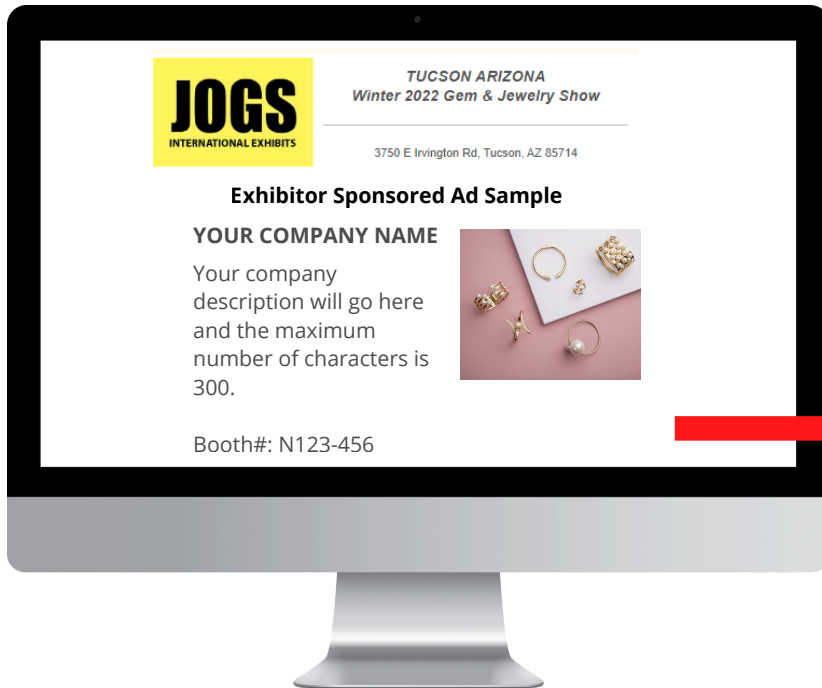 JOGS
INTERNATIONAL EXHIBITS
TUCSON ARIZONA
Winter 2022 Gem & Jewelry Show
3750 E Irvington Rd, Tucson, AZ 85714
Exhibitor Sponsored Ad Sample
YOUR COMPANY NAME
Your company
description will go here
and the maximum
number of characters is
300.
Booth#: N123-456